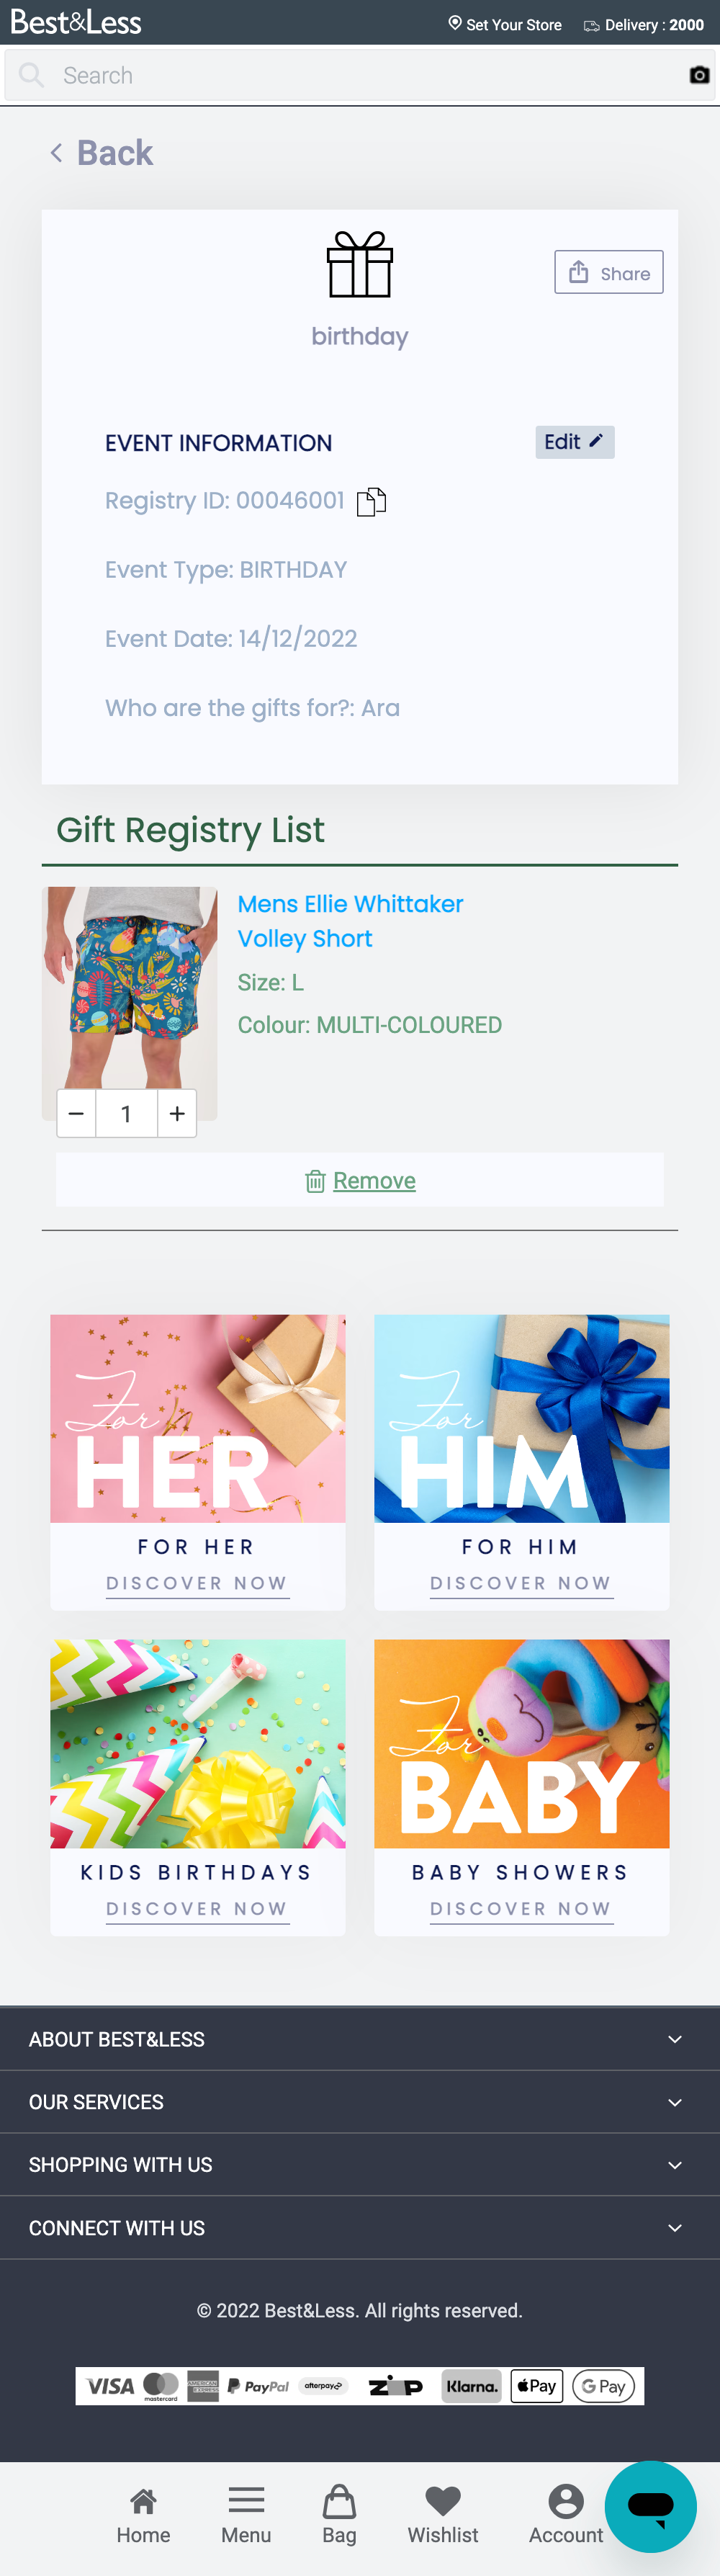 Best&Less
Set Your Store
Delivery : 2000
Search
Back
Share
birthday
EVENT INFORMATION
Edit
Registry ID: 00046001
Event Type: BIRTHDAY
Event Date: 14/12/2022
Who are the gifts for?: Ara
Gift Registry List
Mens Ellie Whittaker
Volley Short
Size: L
Colour: MULTI-COLOURED
− 1 +
Remove
For
HER
FOR HER
DISCOVER NOW
For
HIM
FOR HIM
DISCOVER NOW
KIDS BIRTHDAYS
DISCOVER NOW
For
BABY
BABY SHOWERS
DISCOVER NOW
ABOUT BEST&LESS
OUR SERVICES
SHOPPING WITH US
CONNECT WITH US
© 2022 Best&Less. All rights reserved.
VISA mastercard AMERICAN EXPRESS PayPal afterpay zip Klarna. Pay G Pay
Home
Menu
Bag
Wishlist
Account